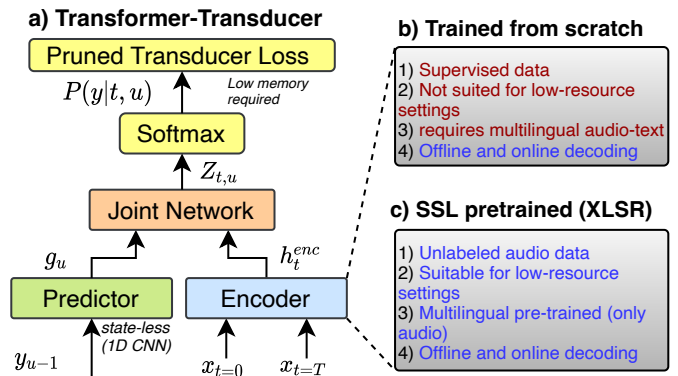 a) Transformer-Transducer
Pruned Transducer Loss
P(y|t, u)
Low memory
required
Softmax
Z_{t,u}
Joint Network
g_u
h_t^{enc}
Predictor
Encoder
state-less
(1D CNN)
y_{u-1}
x_{t=0}
x_{t=T}
b) Trained from scratch
1) Supervised data
2) Not suited for low-resource
settings
3) requires multilingual audio-text
4) Offline and online decoding
c) SSL pretrained (XLSR)
1) Unlabeled audio data
2) Suitable for low-resource
settings
3) Multilingual pre-trained (only
audio)
4) Offline and online decoding